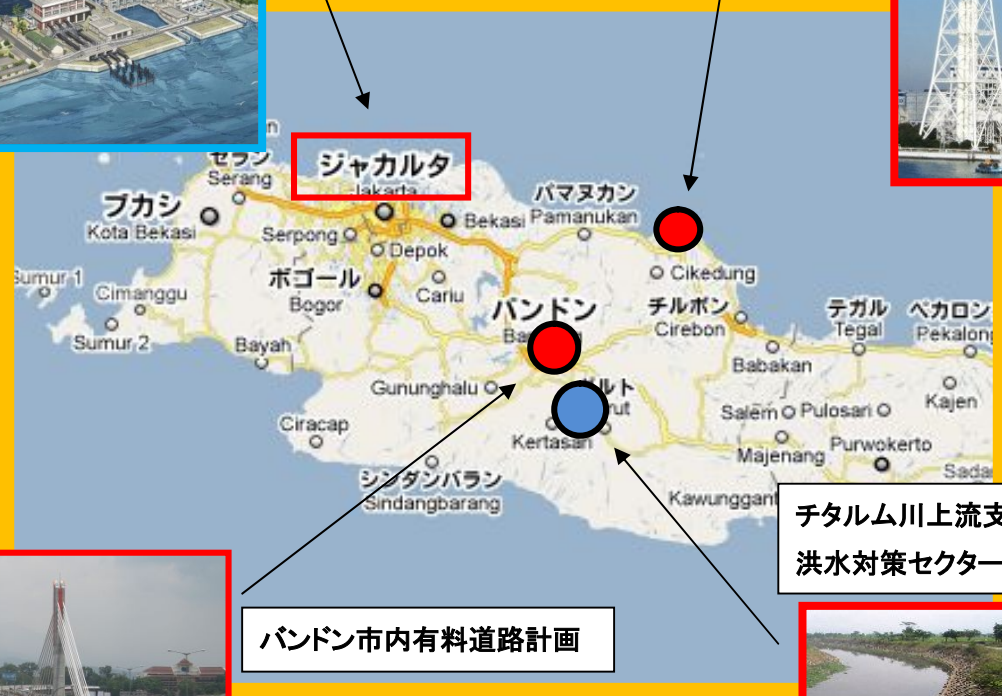 セラン
Serang
ジャカルタ
Jakarta
ブカシ
Kota Bekasi
Bekasi
パマヌカン
Pamanukan
Serpong
Depok
Cikedung
Sumur 1
Cimanggu
ボゴール
Bogor
Cariu
バンドン
チルボン
Cirebon
テガル
Tegal
ペカロン
Pekalong
Sumur 2
Bayah
Babakan
Gununghalu
ルト
rut
Kajen
Ciracap
Kertasari
Salem
Pulosari
Majenang
Purwokerto
シンダンバラン
Sindangbarang
Kawunggant
Sada
チタルム川上流支
洪水対策セクター
バンドン市内有料道路計画